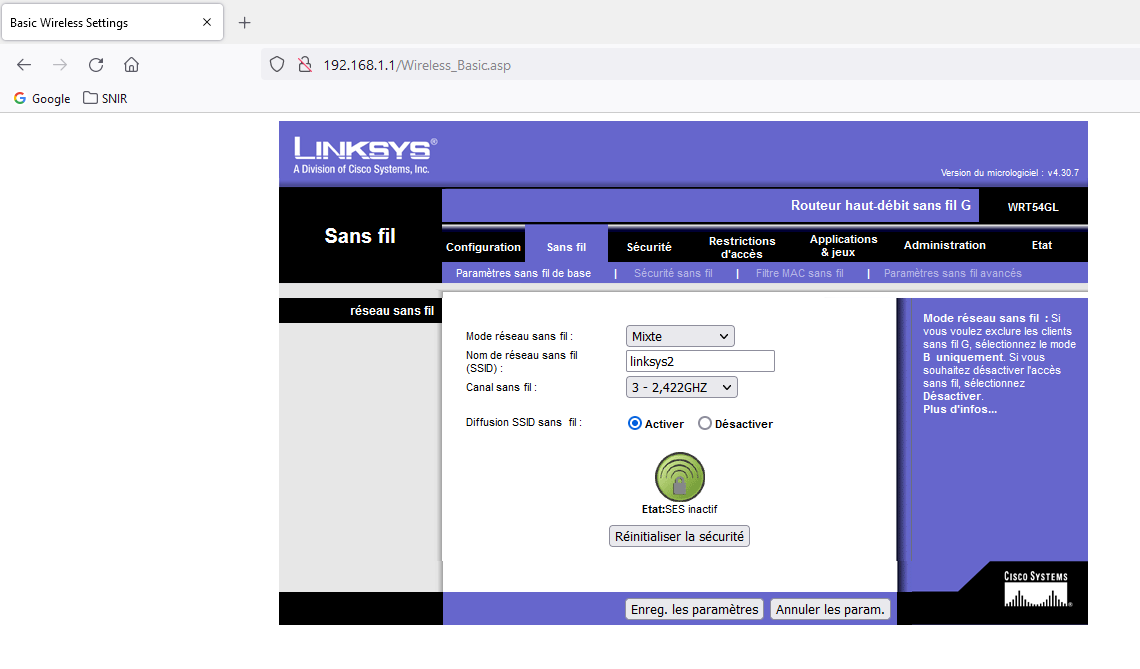 Basic Wireless Settings
192.168.1.1/Wireless_Basic.asp
Google SNIR
LINKSYS®
A Division of Cisco Systems, Inc.
Version du micrologiciel : v4.30.7
Routeur haut-débit sans fil G WRT54GL
Sans fil
Configuration Sans fil Sécurité Restrictions d'accès Applications & jeux Administration Etat
Paramètres sans fil de base | Sécurité sans fil | Filtre MAC sans fil | Paramètres sans fil avancés
réseau sans fil
Mode réseau sans fil : Mixte
Nom de réseau sans fil
(SSID) : linksys2
Canal sans fil : 3 - 2,422GHZ
Diffusion SSID sans fil : Activer Désactiver
Etat:SES inactif
Réinitialiser la sécurité
Mode réseau sans fil : Si
vous voulez exclure les clients
sans fil G, sélectionnez le mode
B uniquement. Si vous
souhaitez désactiver l'accès
sans fil, sélectionnez
Désactiver.
Plus d'infos...
CISCO SYSTEMS
Enreg. les paramètres Annuler les param.